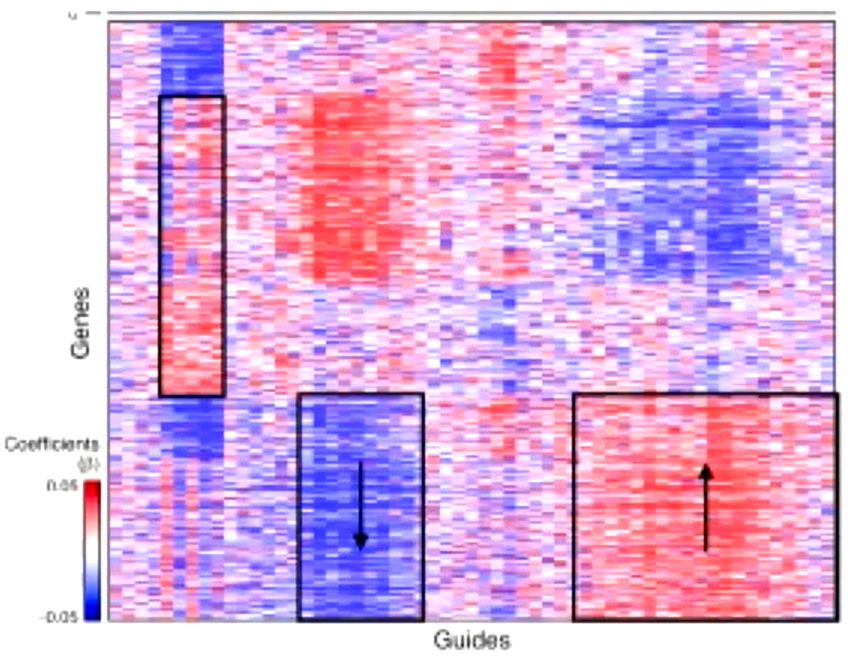 Genes
Coefficients
(β)
0.05
-0.05
Guides